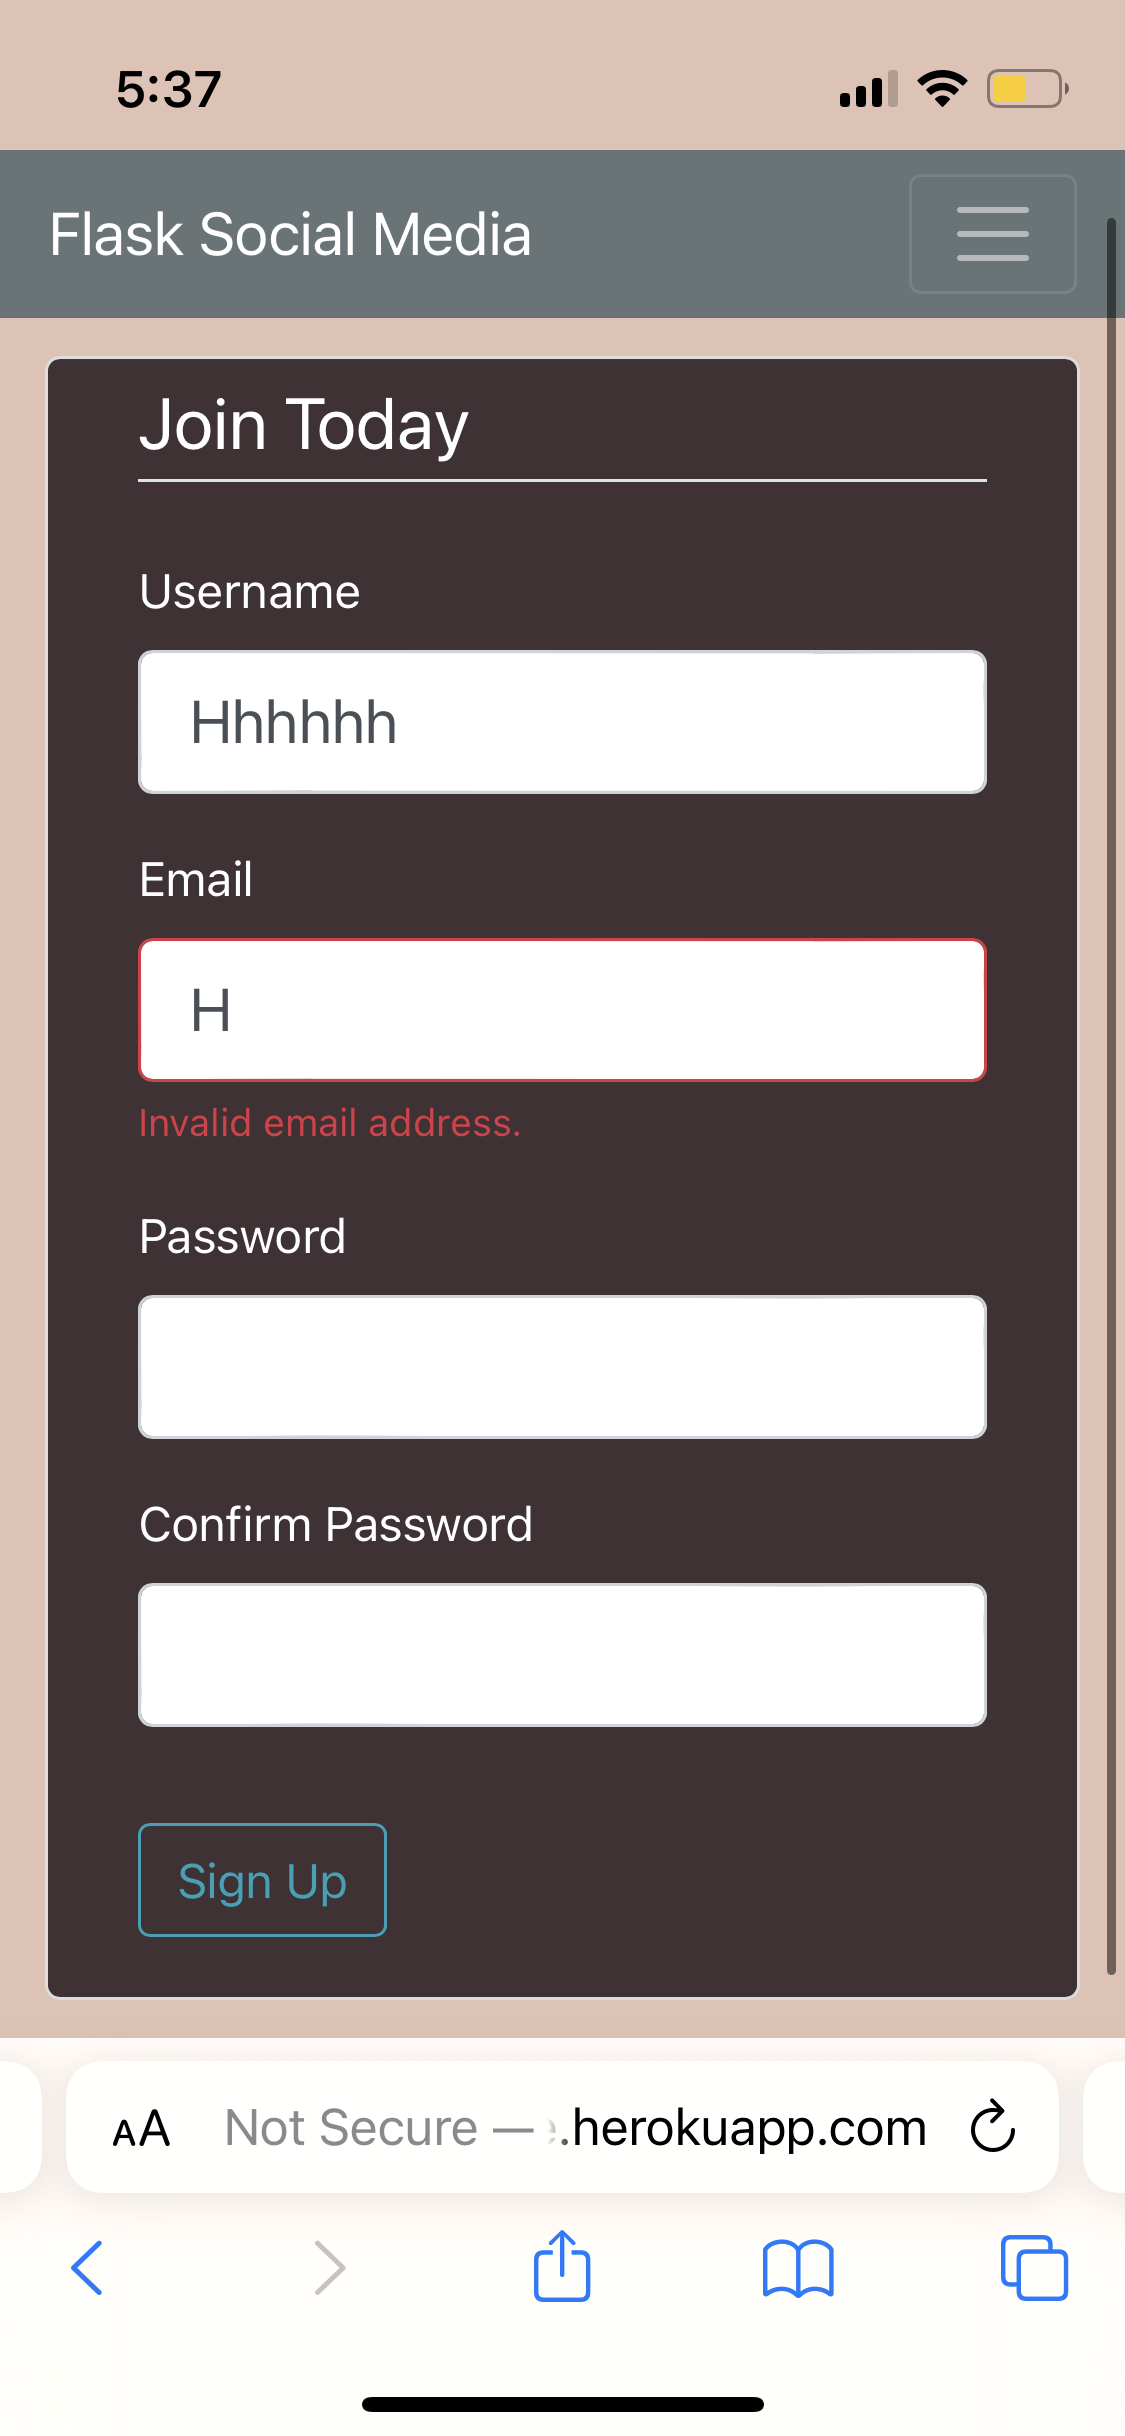 5:37
Flask Social Media
Join Today
Username
Hhhhhh
Email
H
Invalid email address.
Password
Confirm Password
Sign Up
AA Not Secure — .herokuapp.com